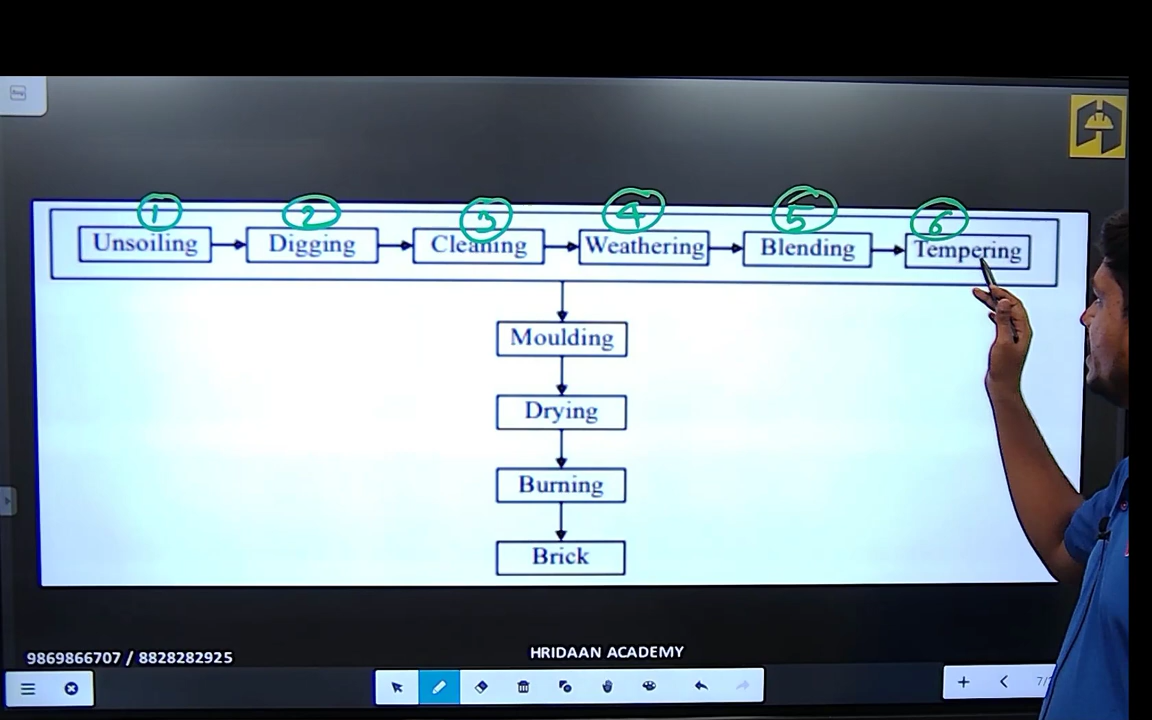 1 2 3 4 5 6
Unsoiling Digging Cleaning Weathering Blending Tempering
Moulding
Drying
Burning
Brick
9869866707 / 8828282925
HRIDAAN ACADEMY
7/